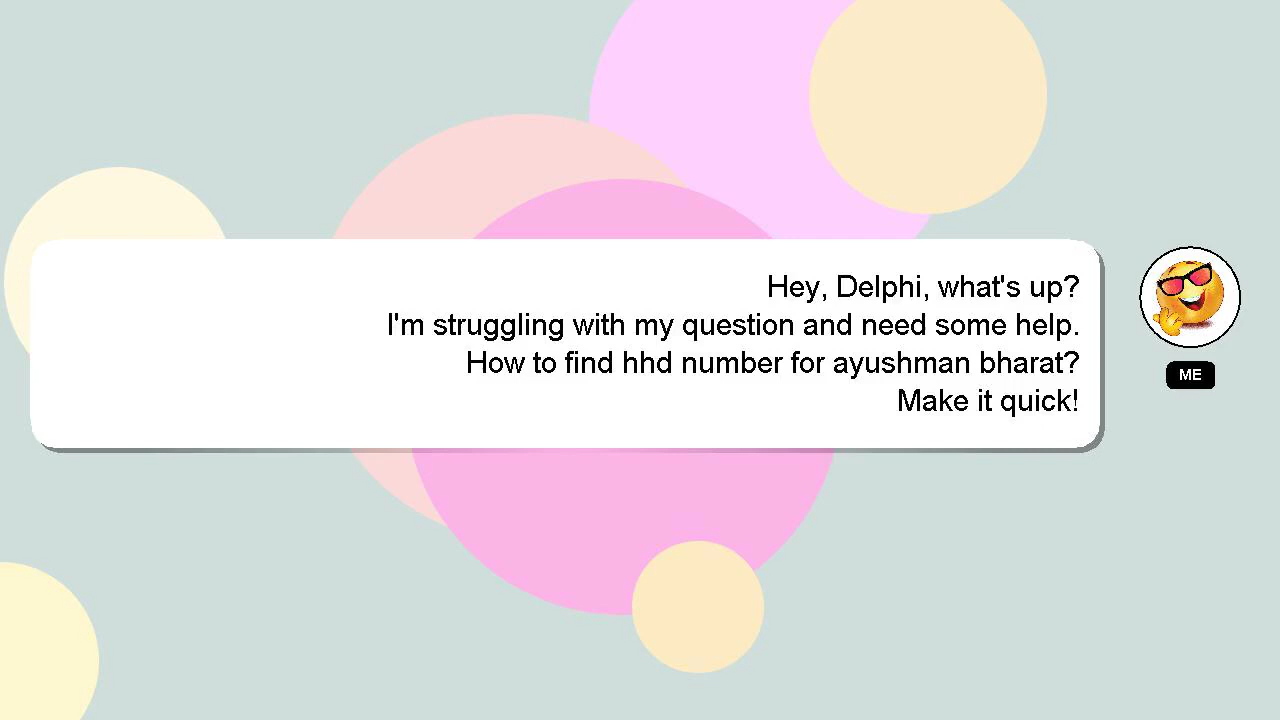 Hey, Delphi, what's up?
I'm struggling with my question and need some help.
How to find hhd number for ayushman bharat?
Make it quick!
ME